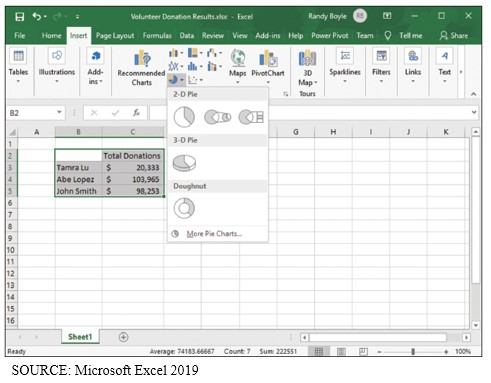 Volunteer Donation Results.xlsx - Excel
Randy Boyle
RB
File Home Insert Page Layout Formulas Data Review View Add-ins Help Power Pivot Team Tell me Share
Tables
Illustrations
Add-ins
Recommended Charts
Maps
PivotChart
3D Map
Tours
Sparklines
Filters
Links
Text
2-D Pie
3-D Pie
Doughnut
More Pie Charts...
B2
fx
A B C G H I J K
1
2 Total Donations
3 Tamra Lu $ 20,333
4 Abe Lopez $ 103,965
5 John Smith $ 98,253
6
7
8
9
10
11
12
13
14
15
16
Sheet1
Ready Average: 74183.66667 Count: 7 Sum: 222551 100%
SOURCE: Microsoft Excel 2019